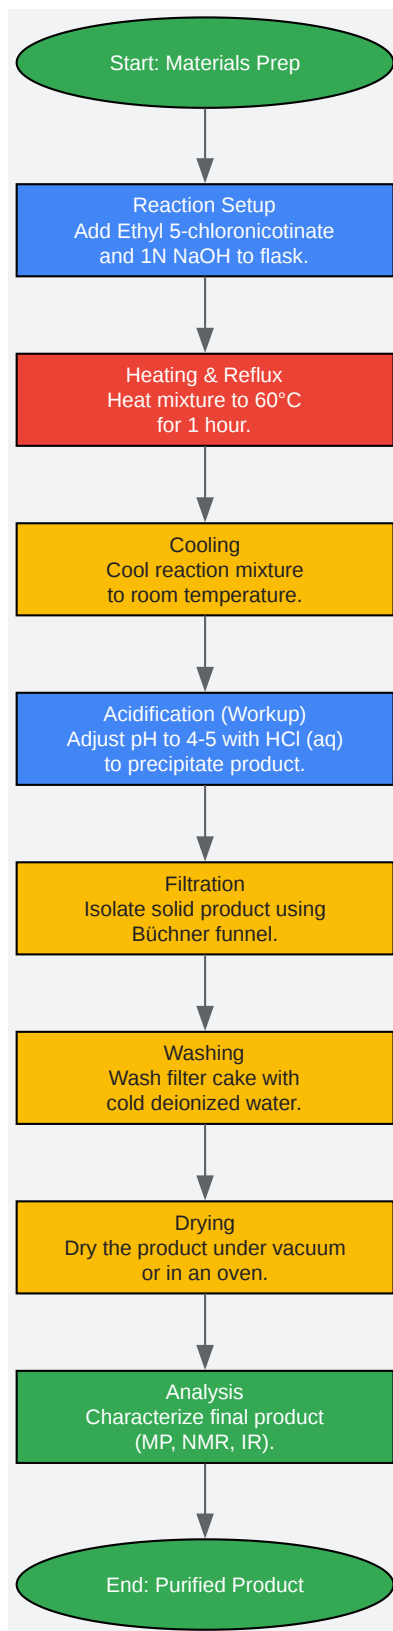 Start: Materials Prep
Reaction Setup
Add Ethyl 5-chloronicotinate
and 1N NaOH to flask.
Heating & Reflux
Heat mixture to 60°C
for 1 hour.
Cooling
Cool reaction mixture
to room temperature.
Acidification (Workup)
Adjust pH to 4-5 with HCl (aq)
to precipitate product.
Filtration
Isolate solid product using
Büchner funnel.
Washing
Wash filter cake with
cold deionized water.
Drying
Dry the product under vacuum
or in an oven.
Analysis
Characterize final product
(MP, NMR, IR).
End: Purified Product